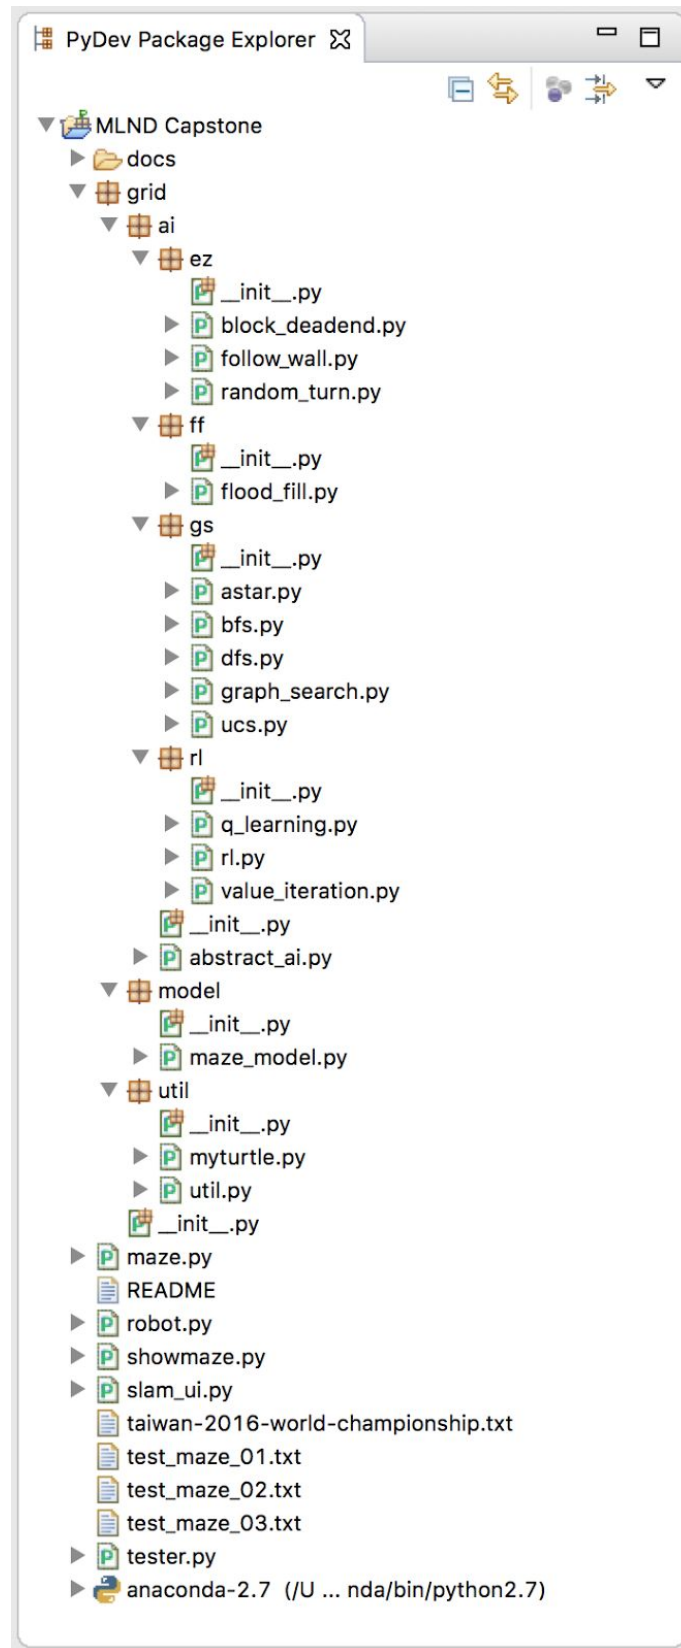 PyDev Package Explorer
MLND Capstone
docs
grid
ai
ez
__init__.py
block_deadend.py
follow_wall.py
random_turn.py
ff
__init__.py
flood_fill.py
gs
__init__.py
astar.py
bfs.py
dfs.py
graph_search.py
ucs.py
rl
__init__.py
q_learning.py
rl.py
value_iteration.py
__init__.py
abstract_ai.py
model
__init__.py
maze_model.py
util
__init__.py
myturtle.py
util.py
__init__.py
maze.py
README
robot.py
showmaze.py
slam_ui.py
taiwan-2016-world-championship.txt
test_maze_01.txt
test_maze_02.txt
test_maze_03.txt
tester.py
anaconda-2.7 (/U ... nda/bin/python2.7)